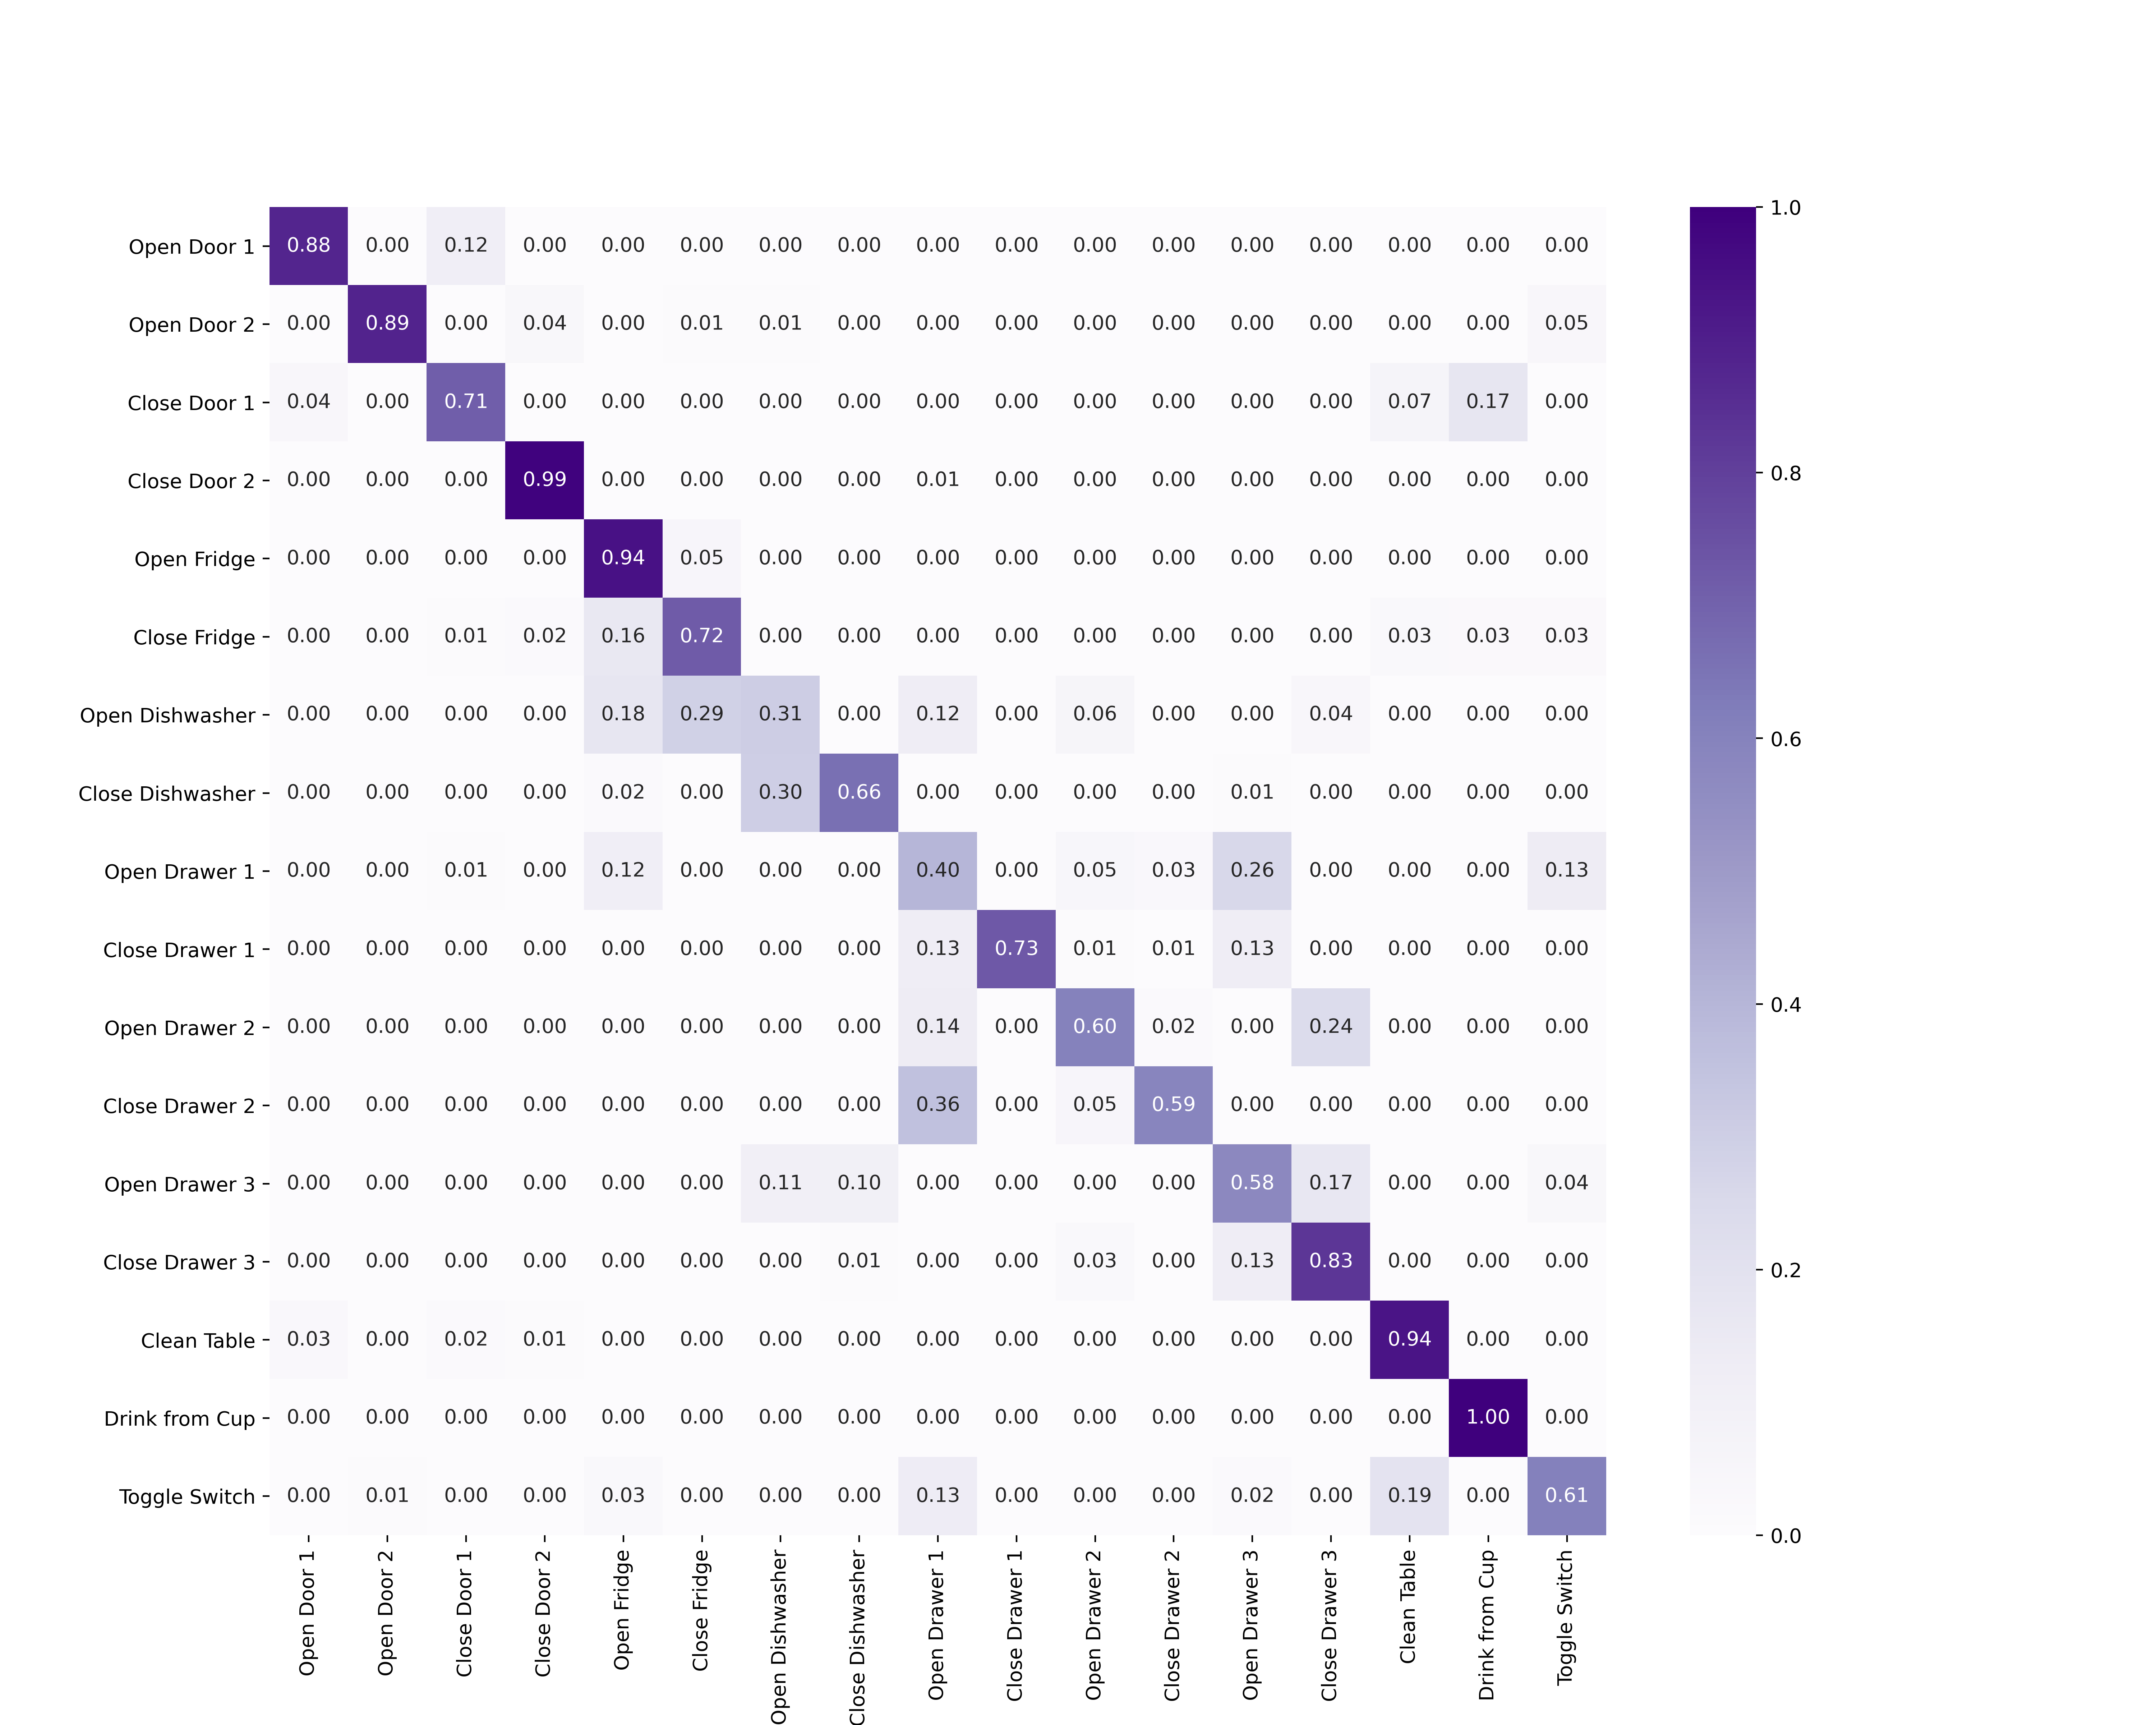 Open Door 1 0.88 0.00 0.12 0.00 0.00 0.00 0.00 0.00 0.00 0.00 0.00 0.00 0.00 0.00 0.00 0.00 0.00
Open Door 2 0.00 0.89 0.00 0.04 0.00 0.01 0.01 0.00 0.00 0.00 0.00 0.00 0.00 0.00 0.00 0.00 0.05
Close Door 1 0.04 0.00 0.71 0.00 0.00 0.00 0.00 0.00 0.00 0.00 0.00 0.00 0.00 0.00 0.07 0.17 0.00
Close Door 2 0.00 0.00 0.00 0.99 0.00 0.00 0.00 0.00 0.01 0.00 0.00 0.00 0.00 0.00 0.00 0.00 0.00
Open Fridge 0.00 0.00 0.00 0.00 0.94 0.05 0.00 0.00 0.00 0.00 0.00 0.00 0.00 0.00 0.00 0.00 0.00
Close Fridge 0.00 0.00 0.01 0.02 0.16 0.72 0.00 0.00 0.00 0.00 0.00 0.00 0.00 0.00 0.03 0.03 0.03
Open Dishwasher 0.00 0.00 0.00 0.00 0.18 0.29 0.31 0.00 0.12 0.00 0.06 0.00 0.00 0.04 0.00 0.00 0.00
Close Dishwasher 0.00 0.00 0.00 0.00 0.02 0.00 0.30 0.66 0.00 0.00 0.00 0.00 0.01 0.00 0.00 0.00 0.00
Open Drawer 1 0.00 0.00 0.01 0.00 0.12 0.00 0.00 0.00 0.40 0.00 0.05 0.03 0.26 0.00 0.00 0.00 0.13
Close Drawer 1 0.00 0.00 0.00 0.00 0.00 0.00 0.00 0.00 0.13 0.73 0.01 0.01 0.13 0.00 0.00 0.00 0.00
Open Drawer 2 0.00 0.00 0.00 0.00 0.00 0.00 0.00 0.00 0.14 0.00 0.60 0.02 0.00 0.24 0.00 0.00 0.00
Close Drawer 2 0.00 0.00 0.00 0.00 0.00 0.00 0.00 0.00 0.36 0.00 0.05 0.59 0.00 0.00 0.00 0.00 0.00
Open Drawer 3 0.00 0.00 0.00 0.00 0.00 0.00 0.11 0.10 0.00 0.00 0.00 0.00 0.58 0.17 0.00 0.00 0.04
Close Drawer 3 0.00 0.00 0.00 0.00 0.00 0.00 0.00 0.01 0.00 0.00 0.03 0.00 0.13 0.83 0.00 0.00 0.00
Clean Table 0.03 0.00 0.02 0.01 0.00 0.00 0.00 0.00 0.00 0.00 0.00 0.00 0.00 0.00 0.94 0.00 0.00
Drink from Cup 0.00 0.00 0.00 0.00 0.00 0.00 0.00 0.00 0.00 0.00 0.00 0.00 0.00 0.00 0.00 1.00 0.00
Toggle Switch 0.00 0.01 0.00 0.00 0.03 0.00 0.00 0.00 0.13 0.00 0.00 0.00 0.02 0.00 0.19 0.00 0.61
Open Door 1
Open Door 2
Close Door 1
Close Door 2
Open Fridge
Close Fridge
Open Dishwasher
Close Dishwasher
Open Drawer 1
Close Drawer 1
Open Drawer 2
Close Drawer 2
Open Drawer 3
Close Drawer 3
Clean Table
Drink from Cup
Toggle Switch
1.0
0.8
0.6
0.4
0.2
0.0